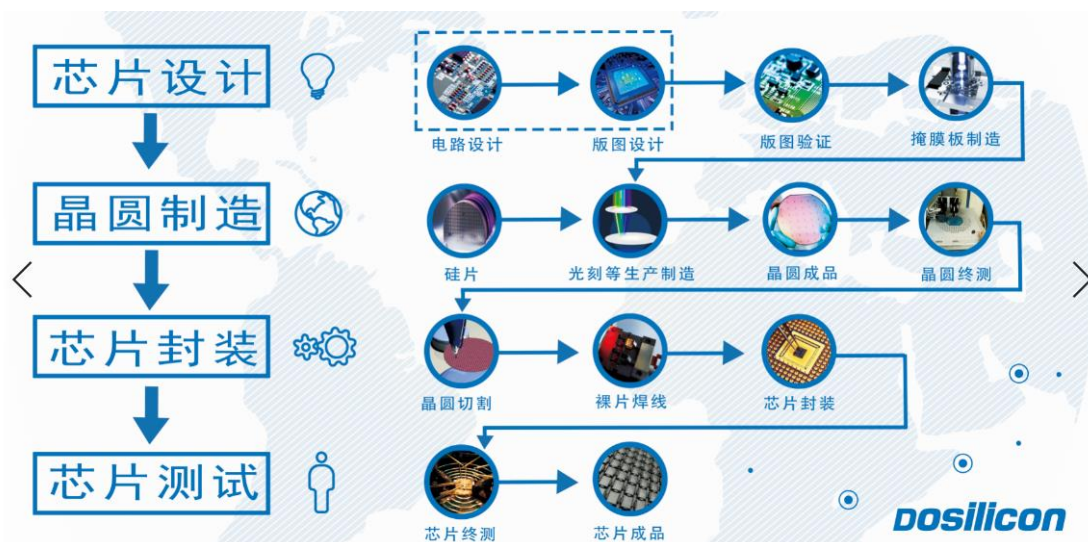 芯片设计
电路设计
版图设计
版图验证
掩膜板制造
晶圆制造
硅片
光刻等生产制造
晶圆成品
晶圆终测
芯片封装
晶圆切割
裸片焊线
芯片封装
芯片测试
芯片终测
芯片成品
Dosilicon